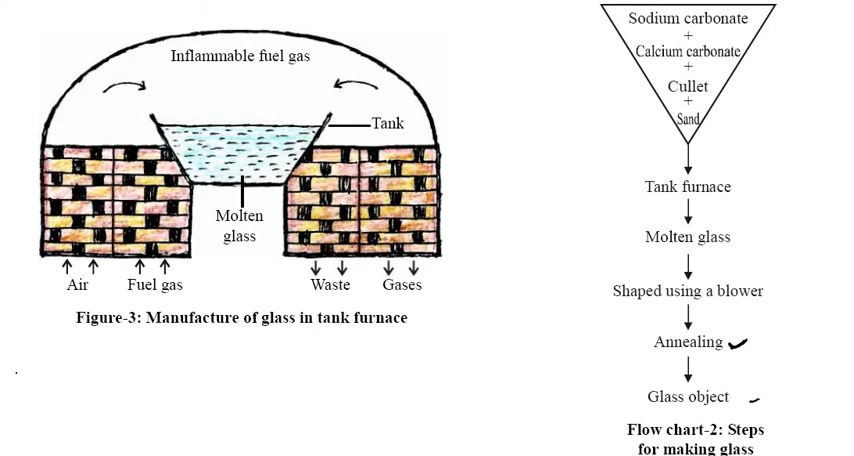 Inflammable fuel gas
Tank
Molten
glass
Air Fuel gas Waste Gases
Figure-3: Manufacture of glass in tank furnace
Sodium carbonate
+
Calcium carbonate
+
Cullet
+
Sand
Tank furnace
Molten glass
Shaped using a blower
Annealing
Glass object
Flow chart-2: Steps
for making glass